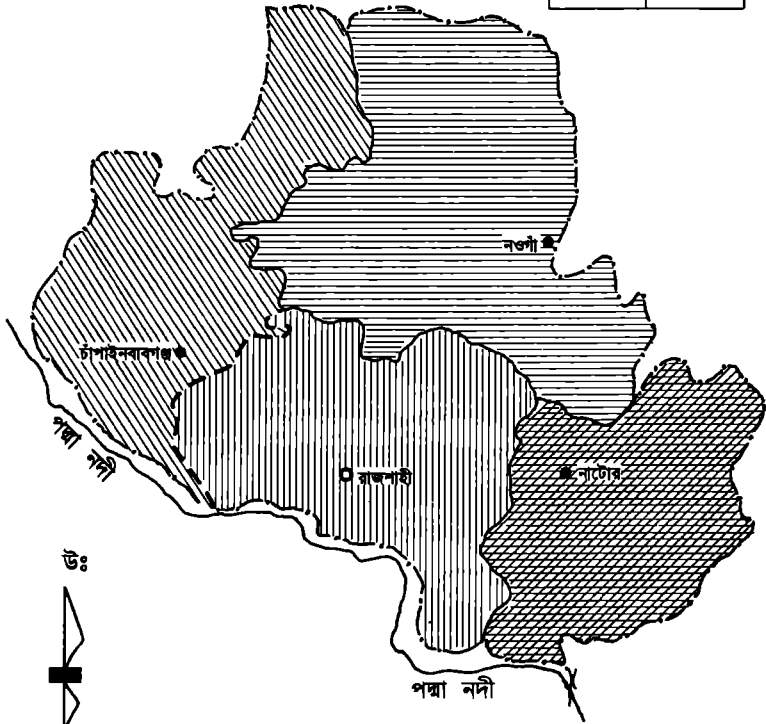 নওগাঁ
চাঁপাইনবাবগঞ্জ
পদ্মা নদী
রাজশাহী
নাটোর
উঃ
পদ্মা নদী